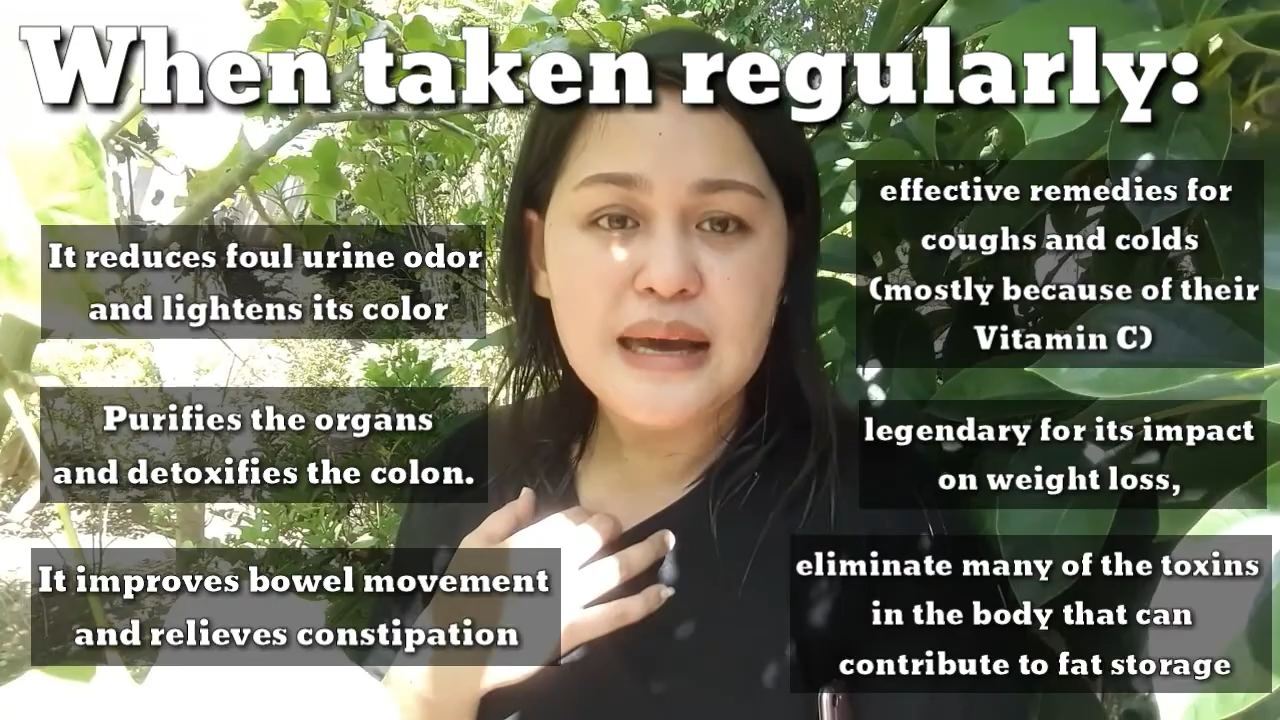 When taken regularly:
It reduces foul urine odor
and lightens its color
Purifies the organs
and detoxifies the colon.
It improves bowel movement
and relieves constipation
effective remedies for
coughs and colds
(mostly because of their
Vitamin C)
legendary for its impact
on weight loss,
eliminate many of the toxins
in the body that can
contribute to fat storage